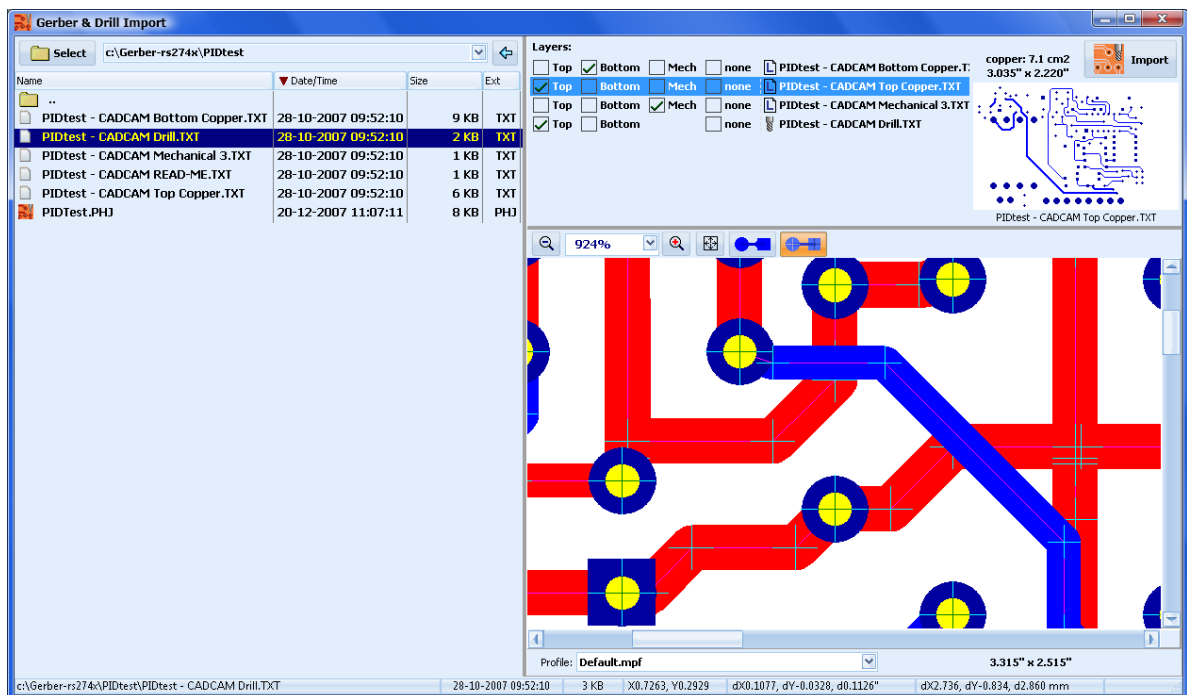 Gerber & Drill Import
Select c:\Gerber-rs274x\PIDtest
Name Date/Time Size Ext
..
PIDtest - CADCAM Bottom Copper.TXT 28-10-2007 09:52:10 9 KB TXT
PIDtest - CADCAM Drill.TXT 28-10-2007 09:52:10 2 KB TXT
PIDtest - CADCAM Mechanical 3.TXT 28-10-2007 09:52:10 1 KB TXT
PIDtest - CADCAM READ-ME.TXT 28-10-2007 09:52:10 1 KB TXT
PIDtest - CADCAM Top Copper.TXT 28-10-2007 09:52:10 6 KB TXT
PIDTest.PHJ 20-12-2007 11:07:11 8 KB PHJ
Layers:
Top Bottom Mech none L PIDtest - CADCAM Bottom Copper.T
Top Bottom Mech none L PIDtest - CADCAM Top Copper.TXT
Top Bottom Mech none L PIDtest - CADCAM Mechanical 3.TXT
Top Bottom none PIDtest - CADCAM Drill.TXT
copper: 7.1 cm2
3.035" x 2.220"
Import
PIDtest - CADCAM Top Copper.TXT
924%
Profile: Default.mpf 3.315" x 2.515"
c:\Gerber-rs274x\PIDtest\PIDtest - CADCAM Drill.TXT 28-10-2007 09:52:10 3 KB X0.7263, Y0.2929 dX0.1077, dY-0.0328, d0.1126" dX2.736, dY-0.834, d2.860 mm